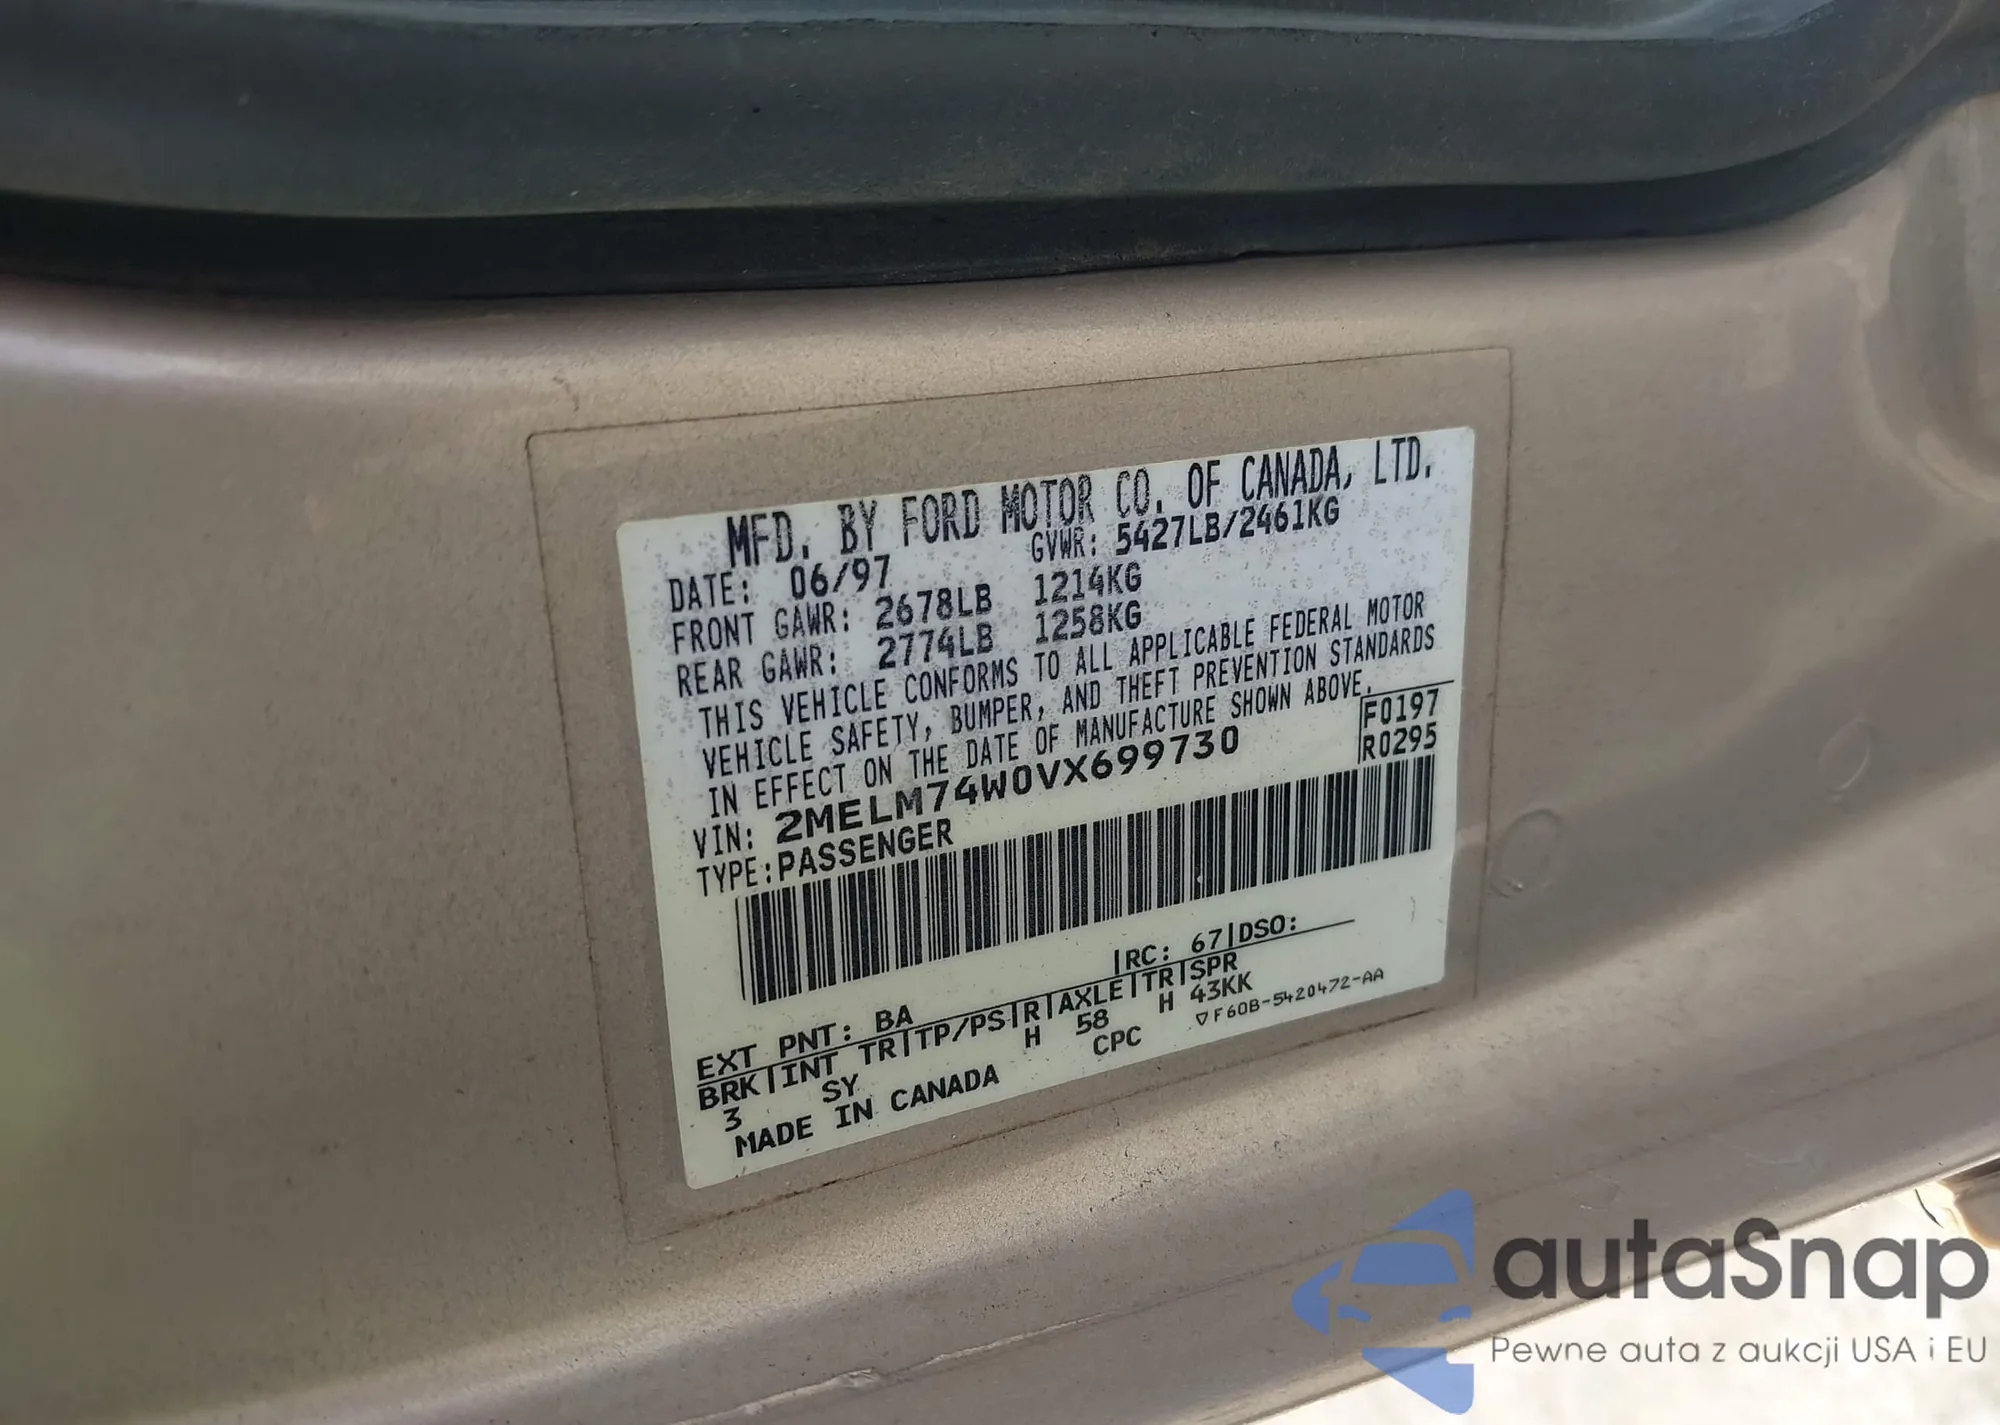 MFD. BY FORD MOTOR CO. OF CANADA, LTD.
DATE: 06/97 GVWR: 5427LB/2461KG
FRONT GAWR: 2678LB 1214KG
REAR GAWR: 2774LB 1258KG
THIS VEHICLE CONFORMS TO ALL APPLICABLE FEDERAL MOTOR
VEHICLE SAFETY, BUMPER, AND THEFT PREVENTION STANDARDS
IN EFFECT ON THE DATE OF MANUFACTURE SHOWN ABOVE.
VIN: 2MELM74W0VX699730 F0197
TYPE:PASSENGER R0295
EXT PNT: BA RC: 67 DSO:
BRK INT TR TP/PS R AXLE TR SPR
3 SY H 58 H 43KK
MADE IN CANADA CPC F60B-5420472-AA
autaSnap
Pewne auta z aukcji USA i EU